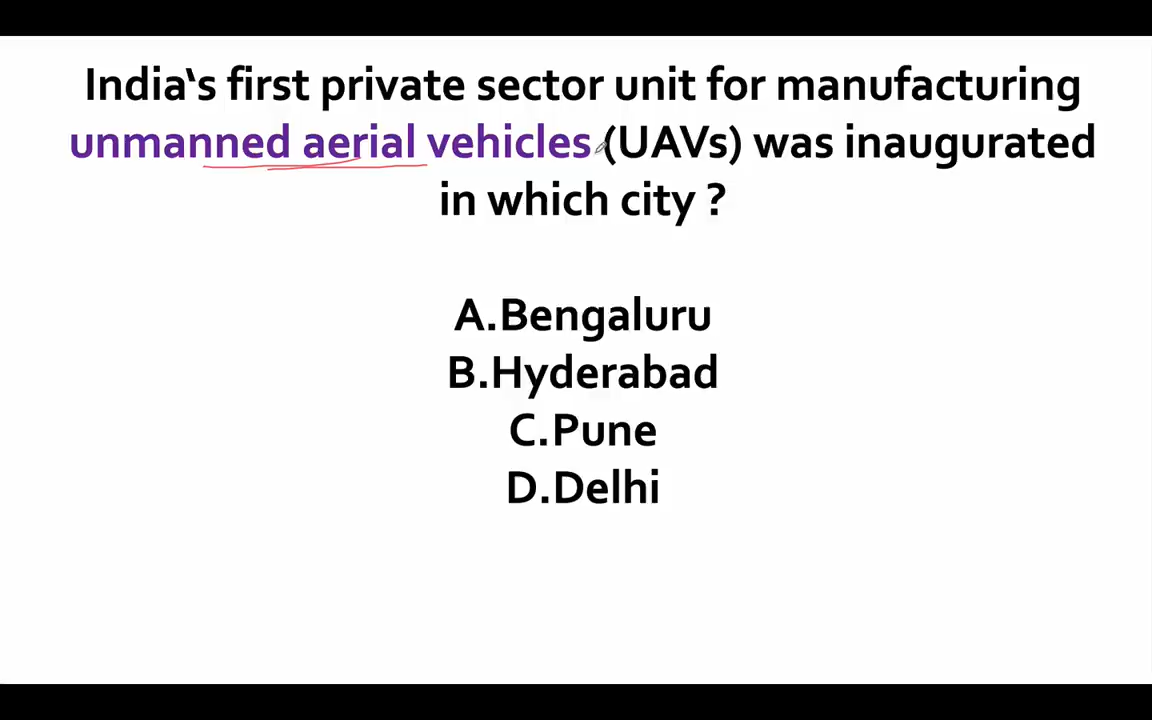 India‘s first private sector unit for manufacturing
unmanned aerial vehicles (UAVs) was inaugurated
in which city ?
A.Bengaluru
B.Hyderabad
C.Pune
D.Delhi